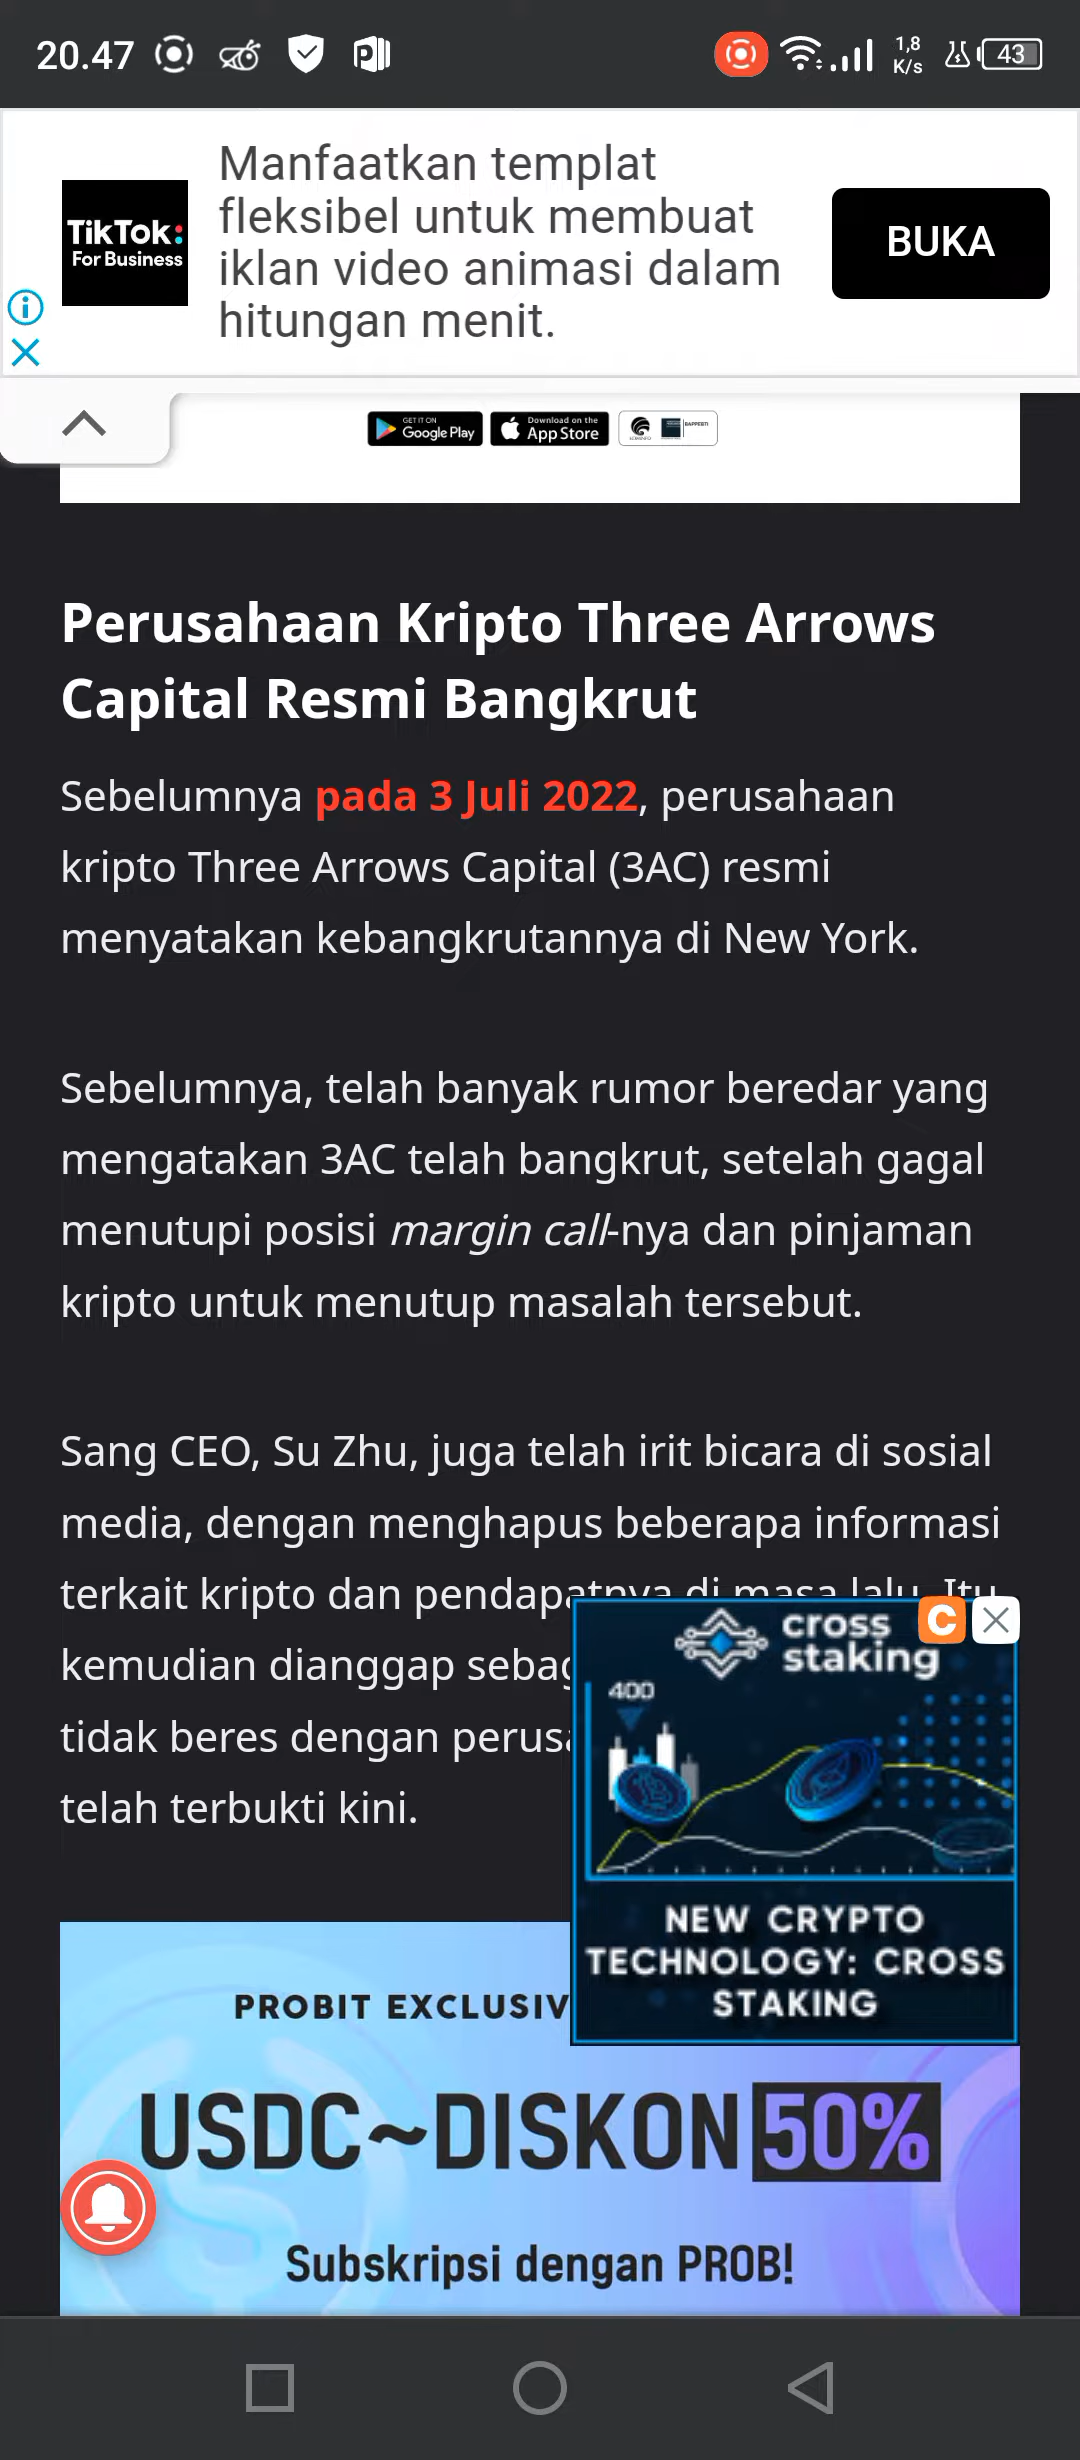 20.47
1,8
K/s
43
TikTok:
For Business
Manfaatkan templat
fleksibel untuk membuat
iklan video animasi dalam
hitungan menit.
BUKA
GET IT ON
Google Play
Download on the
App Store
KOMINFO
BAPPEBTI
Perusahaan Kripto Three Arrows
Capital Resmi Bangkrut
Sebelumnya pada 3 Juli 2022, perusahaan
kripto Three Arrows Capital (3AC) resmi
menyatakan kebangkrutannya di New York.
Sebelumnya, telah banyak rumor beredar yang
mengatakan 3AC telah bangkrut, setelah gagal
menutupi posisi margin call-nya dan pinjaman
kripto untuk menutup masalah tersebut.
Sang CEO, Su Zhu, juga telah irit bicara di sosial
media, dengan menghapus beberapa informasi
terkait kripto dan pendapatnya di masa lalu. Itu
kemudian dianggap sebag
tidak beres dengan perusa
telah terbukti kini.
C
cross
staking
400
NEW CRYPTO
TECHNOLOGY: CROSS
STAKING
PROBIT EXCLUSIV
USDC~DISKON 50%
Subskripsi dengan PROB!